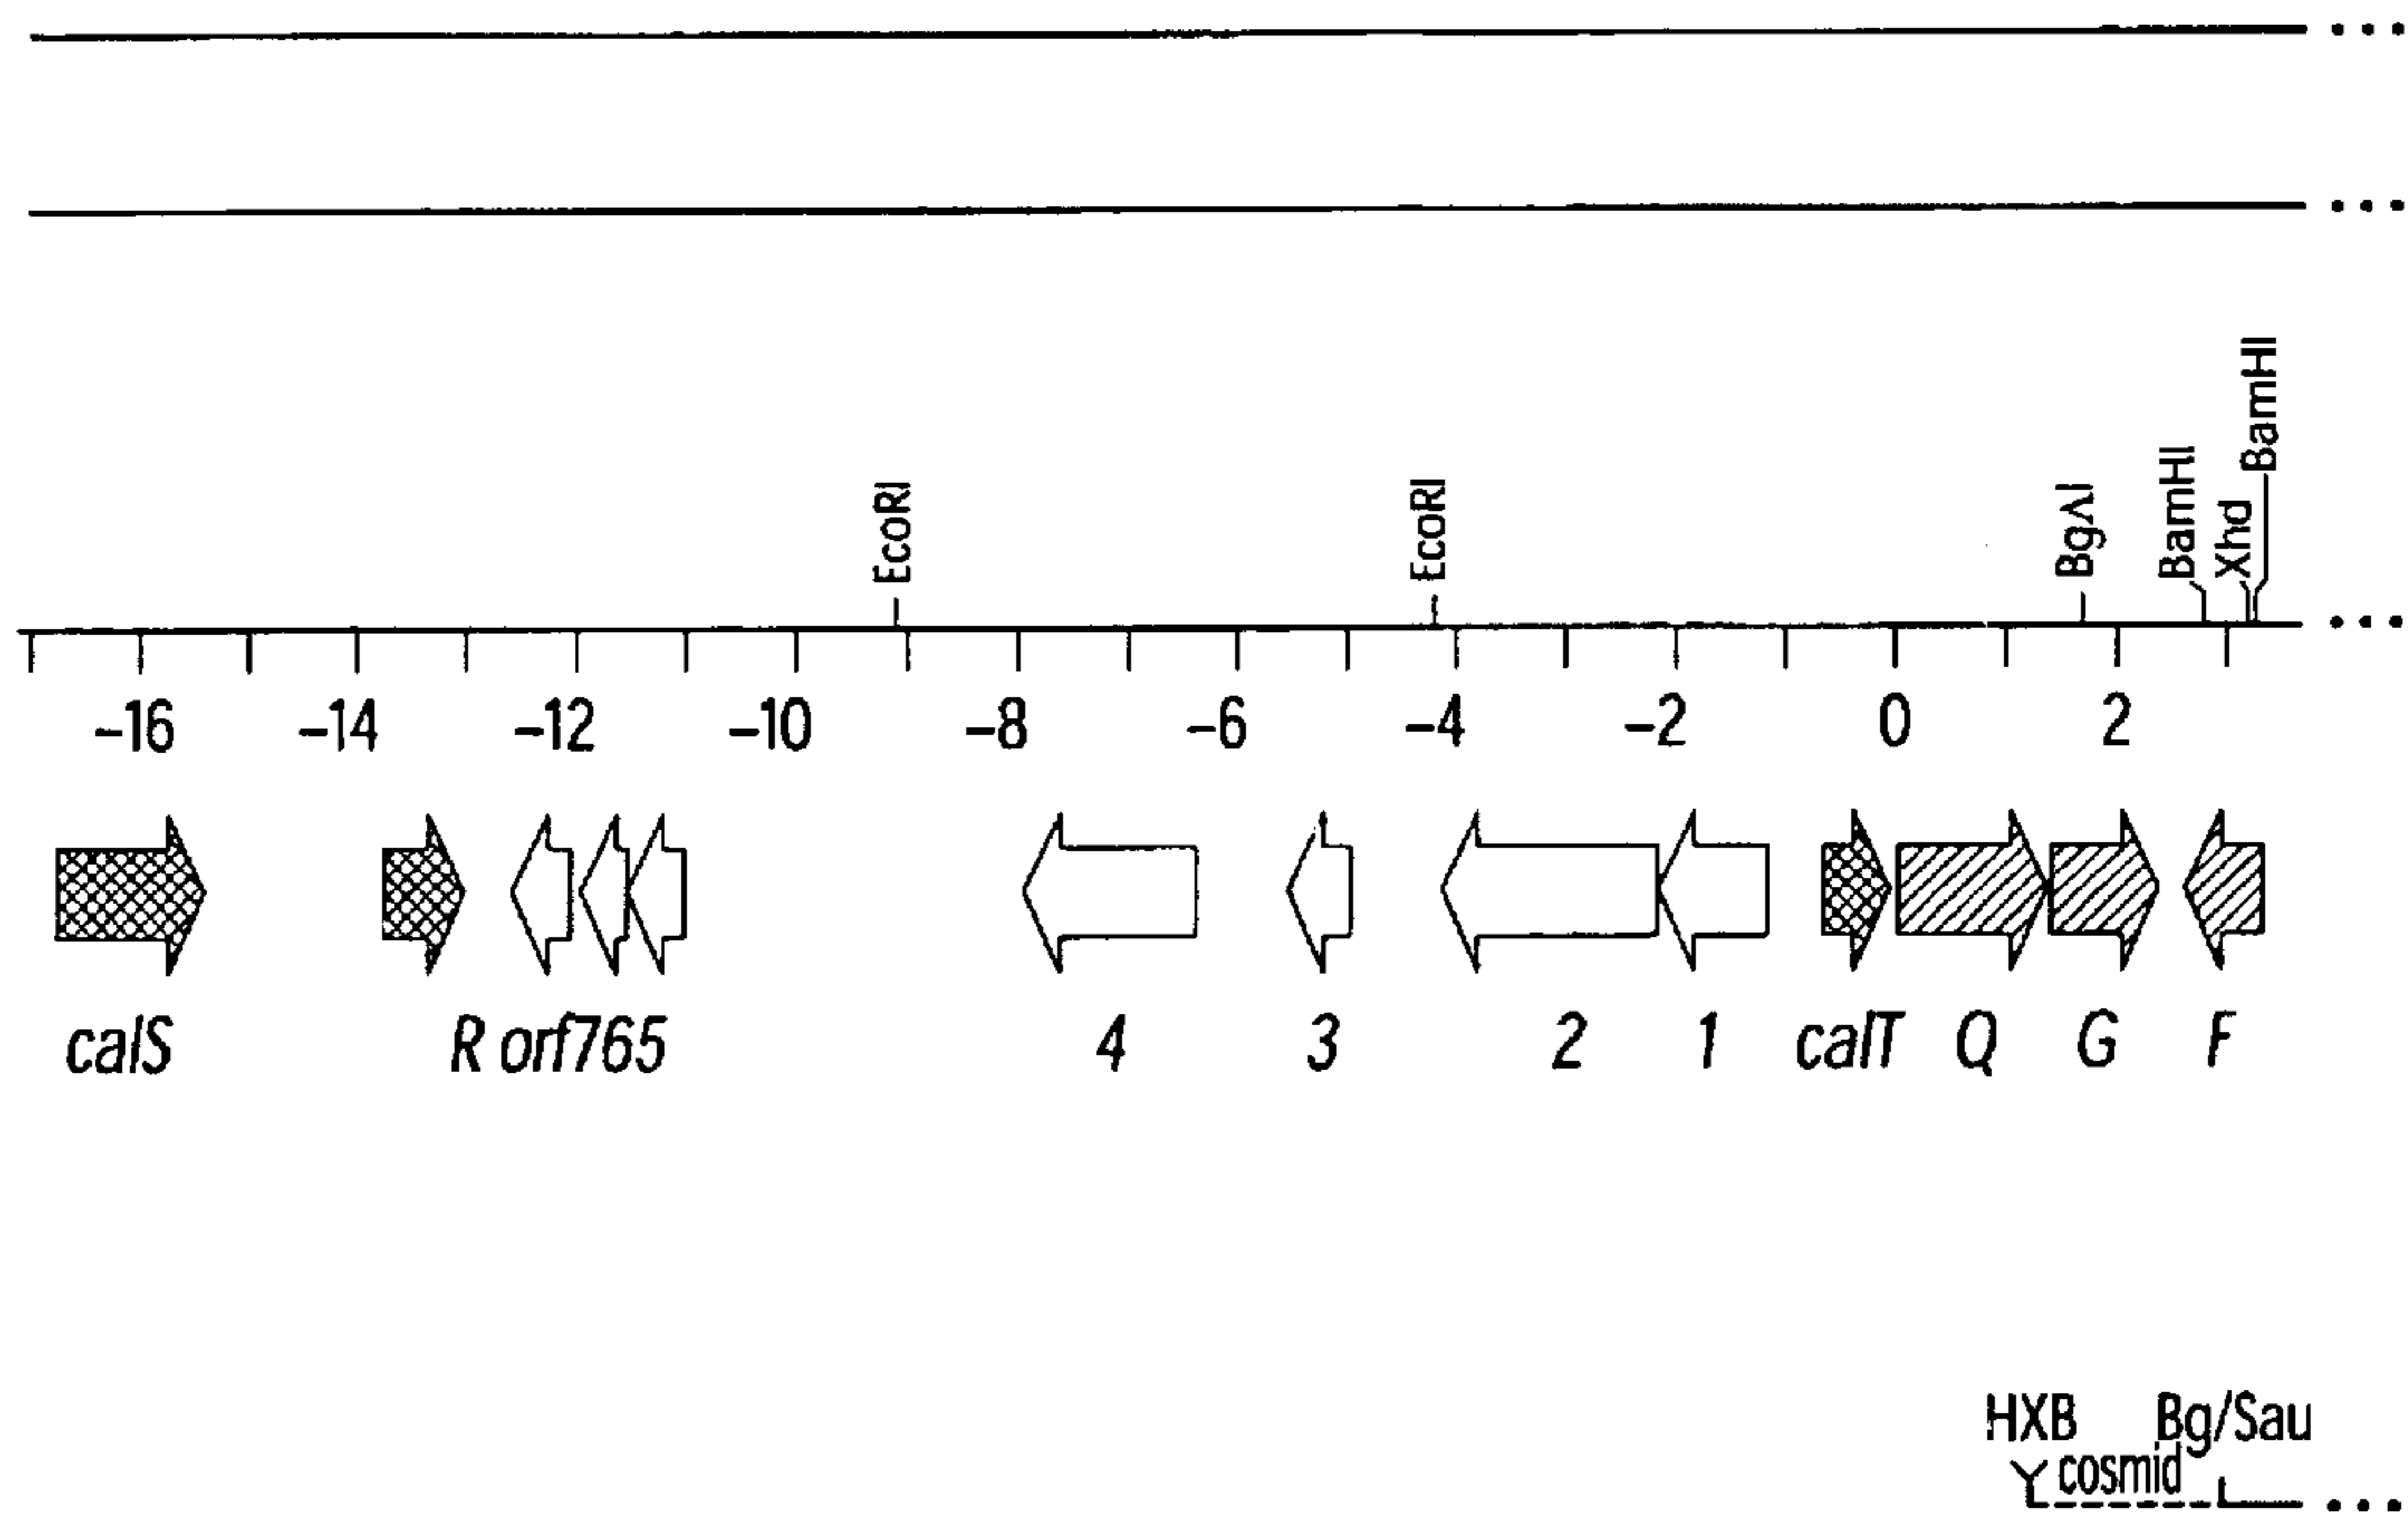 BamHI
EcoRI EcoRI BgΛI BamHI Xhd
-16 -14 -12 -10 -8 -6 -4 -2 0 2
calS R orf765 4 3 2 1 calT Q G F
HXB Bg/Sau
cosmid